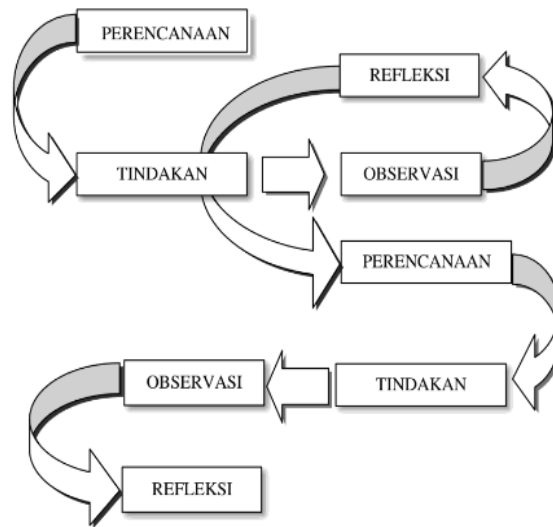 PERENCANAAN
REFLEKSI
TINDAKAN
OBSERVASI
PERENCANAAN
OBSERVASI
TINDAKAN
REFLEKSI